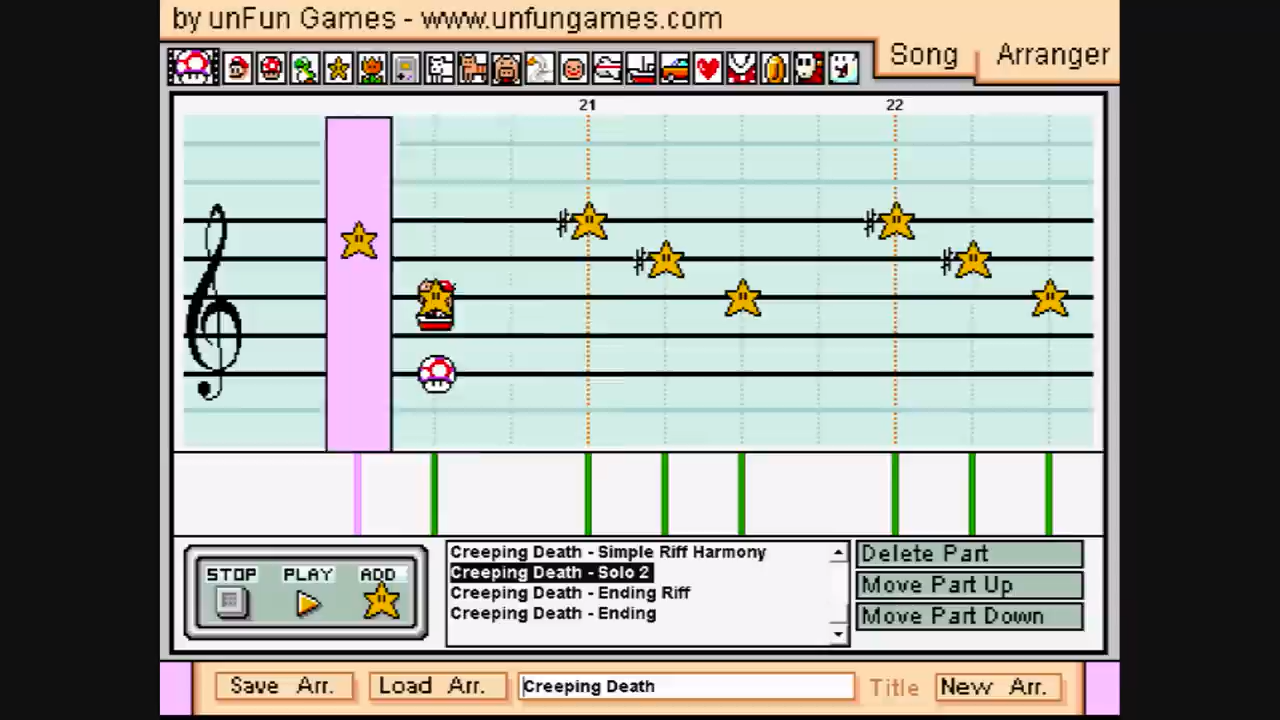 by unFun Games - www.unfungames.com
Song Arranger
21 22
Creeping Death - Simple Riff Harmony
Creeping Death - Solo 2
Creeping Death - Ending Riff
Creeping Death - Ending
STOP PLAY ADD
Delete Part
Move Part Up
Move Part Down
Save Arr. Load Arr. Creeping Death Title New Arr.